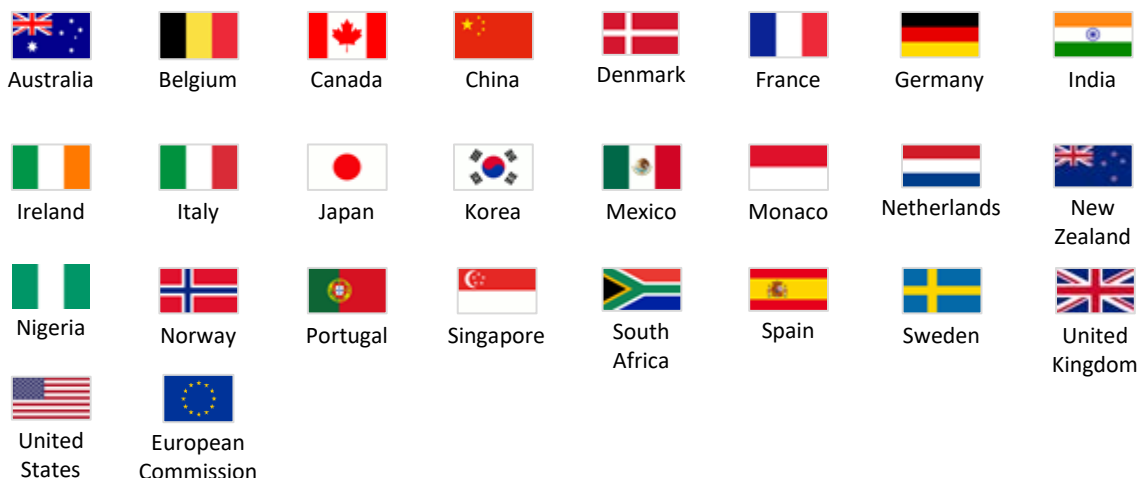 Australia
Belgium
Canada
China
Denmark
France
Germany
India
Ireland
Italy
Japan
Korea
Mexico
Monaco
Netherlands
New
Zealand
Nigeria
Norway
Portugal
Singapore
South
Africa
Spain
Sweden
United
Kingdom
United
States
European
Commission